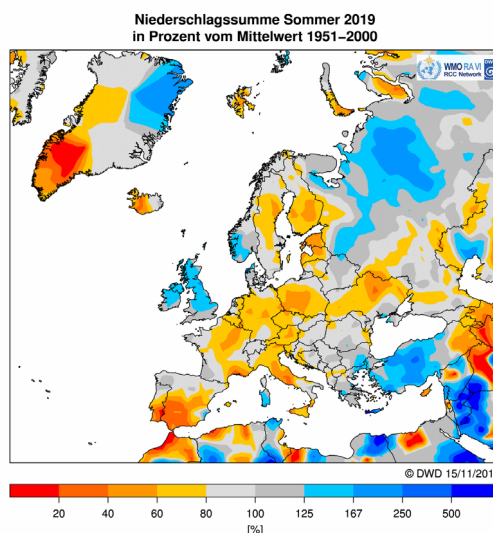 Niederschlagssumme Sommer 2019
in Prozent vom Mittelwert 1951−2000
WMO RA VI
RCC Network
© DWD 15/11/201
20 40 60 80 100 125 167 250 500
[%]